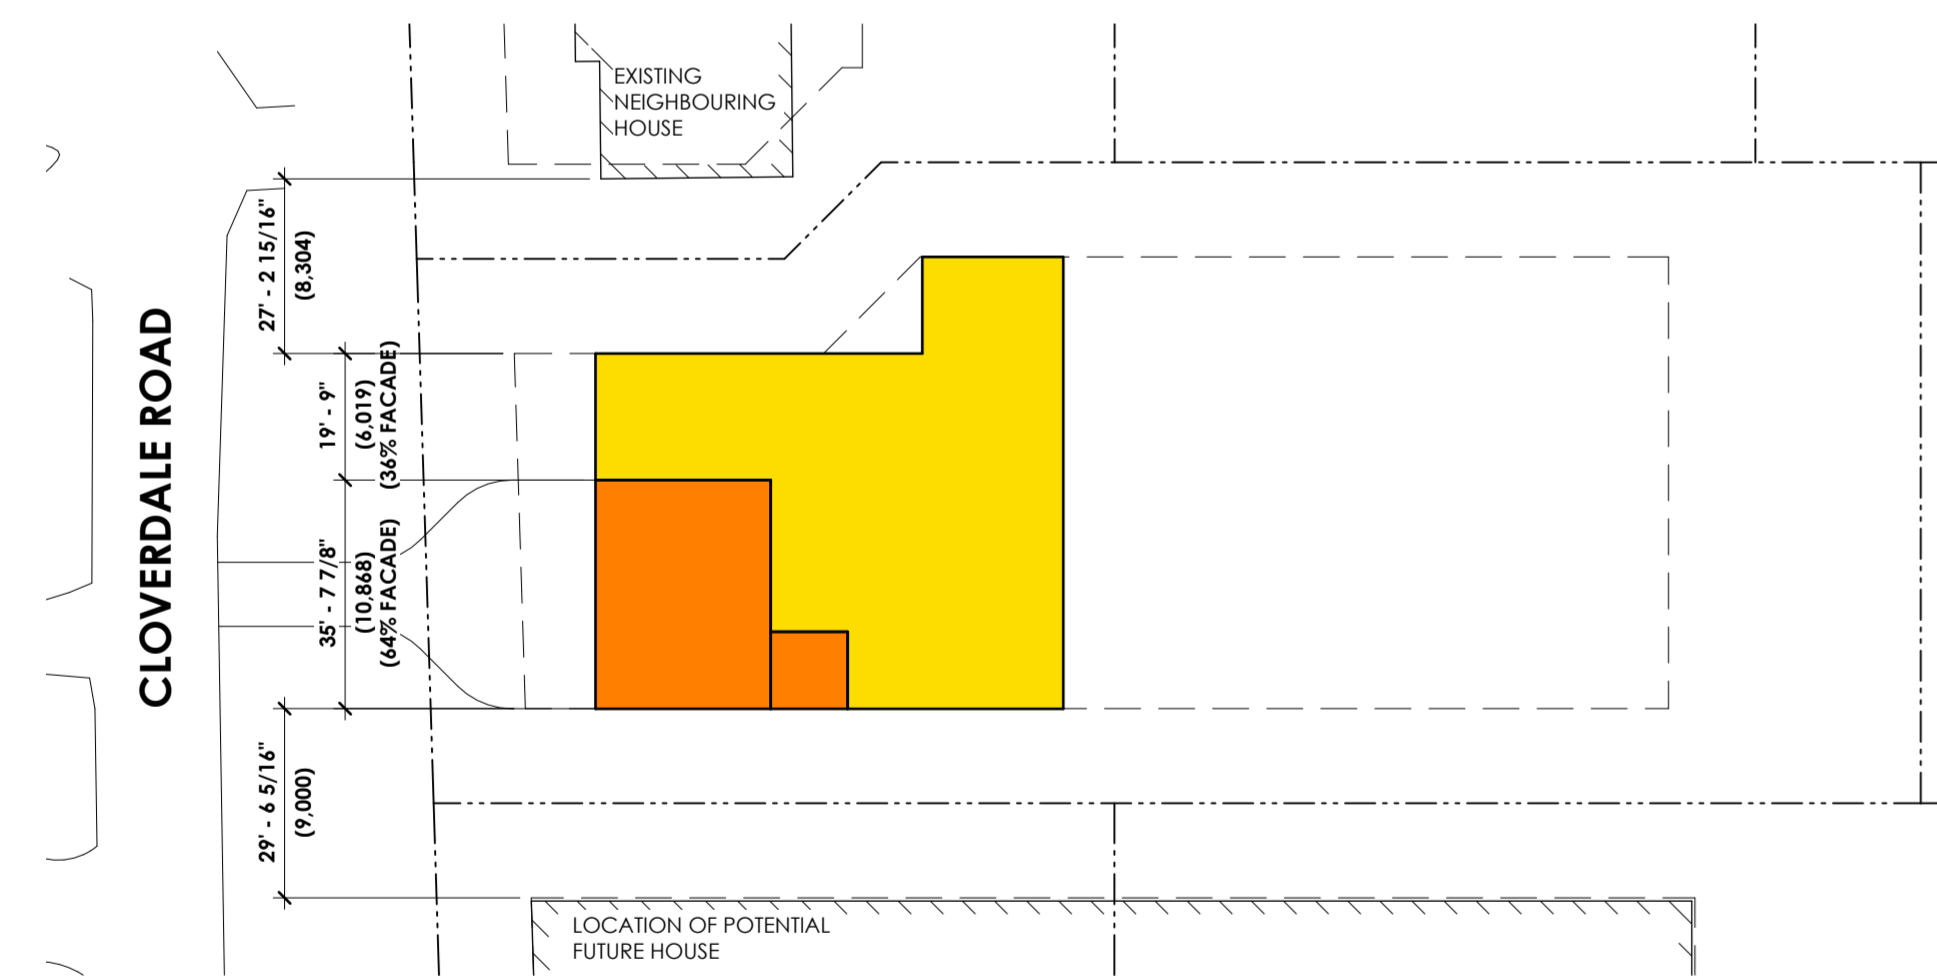 EXISTING
NEIGHBOURING
HOUSE
CLOVERDALE ROAD
27' - 2 15/16"
(8,304)
19' - 9"
(6,019)
(36% FACADE)
35' - 7 7/8"
(10,868)
(64% FACADE)
29' - 6 5/16"
(9,000)
LOCATION OF POTENTIAL
FUTURE HOUSE